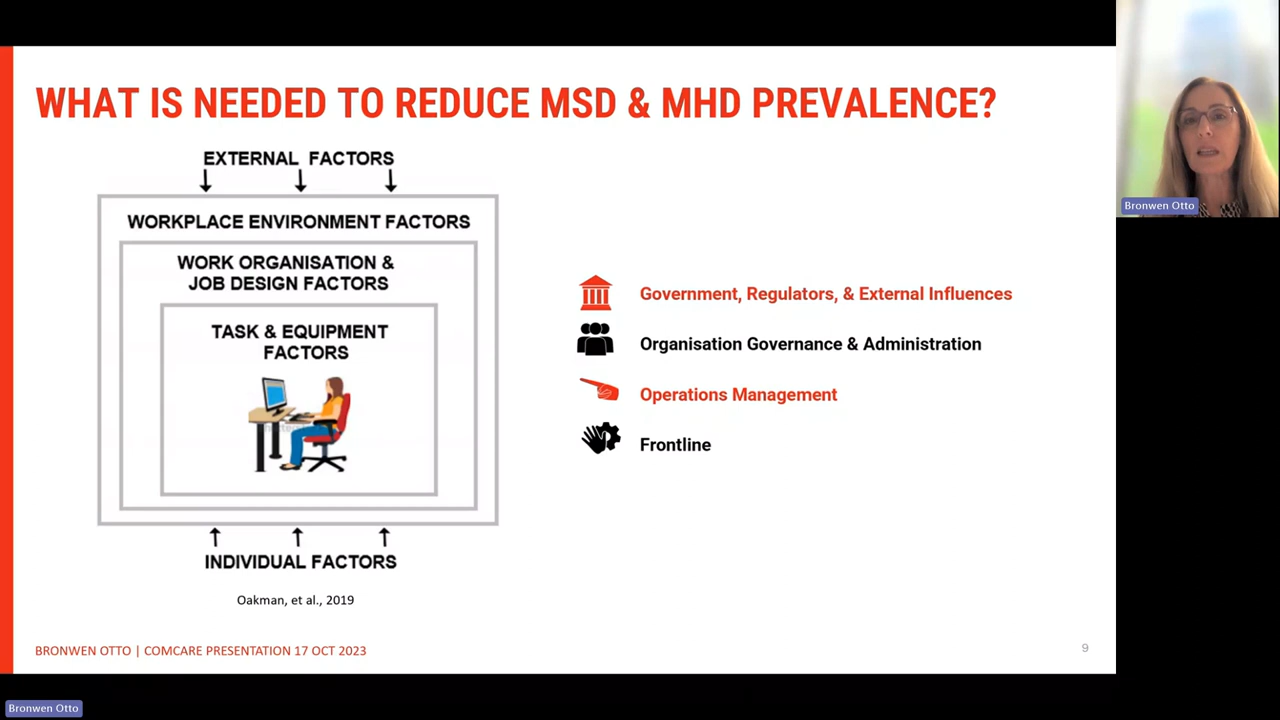 WHAT IS NEEDED TO REDUCE MSD & MHD PREVALENCE?
EXTERNAL FACTORS
WORKPLACE ENVIRONMENT FACTORS
WORK ORGANISATION &
JOB DESIGN FACTORS
TASK & EQUIPMENT
FACTORS
INDIVIDUAL FACTORS
Oakman, et al., 2019
Government, Regulators, & External Influences
Organisation Governance & Administration
Operations Management
Frontline
BRONWEN OTTO | COMCARE PRESENTATION 17 OCT 2023
9
Bronwen Otto
Bronwen Otto